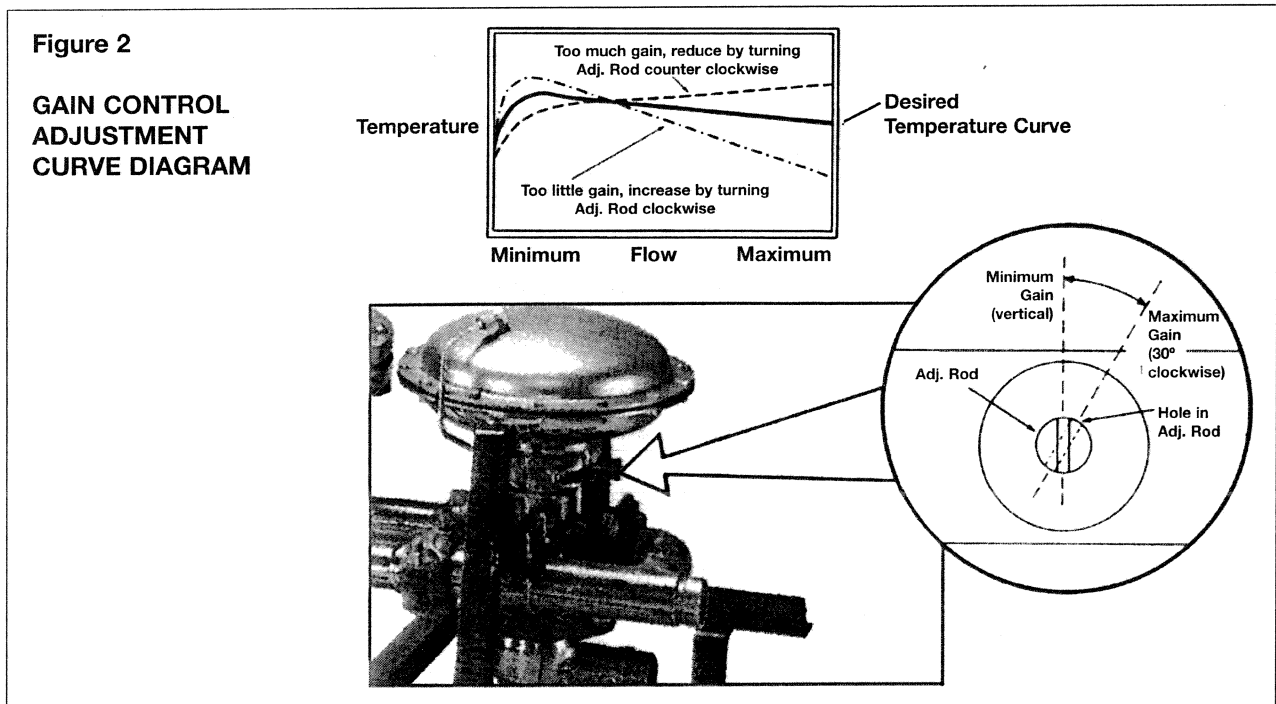 Figure 2
GAIN CONTROL
ADJUSTMENT
CURVE DIAGRAM
Too much gain, reduce by turning
Adj. Rod counter clockwise
Temperature
Desired
Temperature Curve
Too little gain, increase by turning
Adj. Rod clockwise
Minimum Flow Maximum
Minimum
Gain
(vertical)
Maximum
Gain
(30º
clockwise)
Adj. Rod
Hole in
Adj. Rod